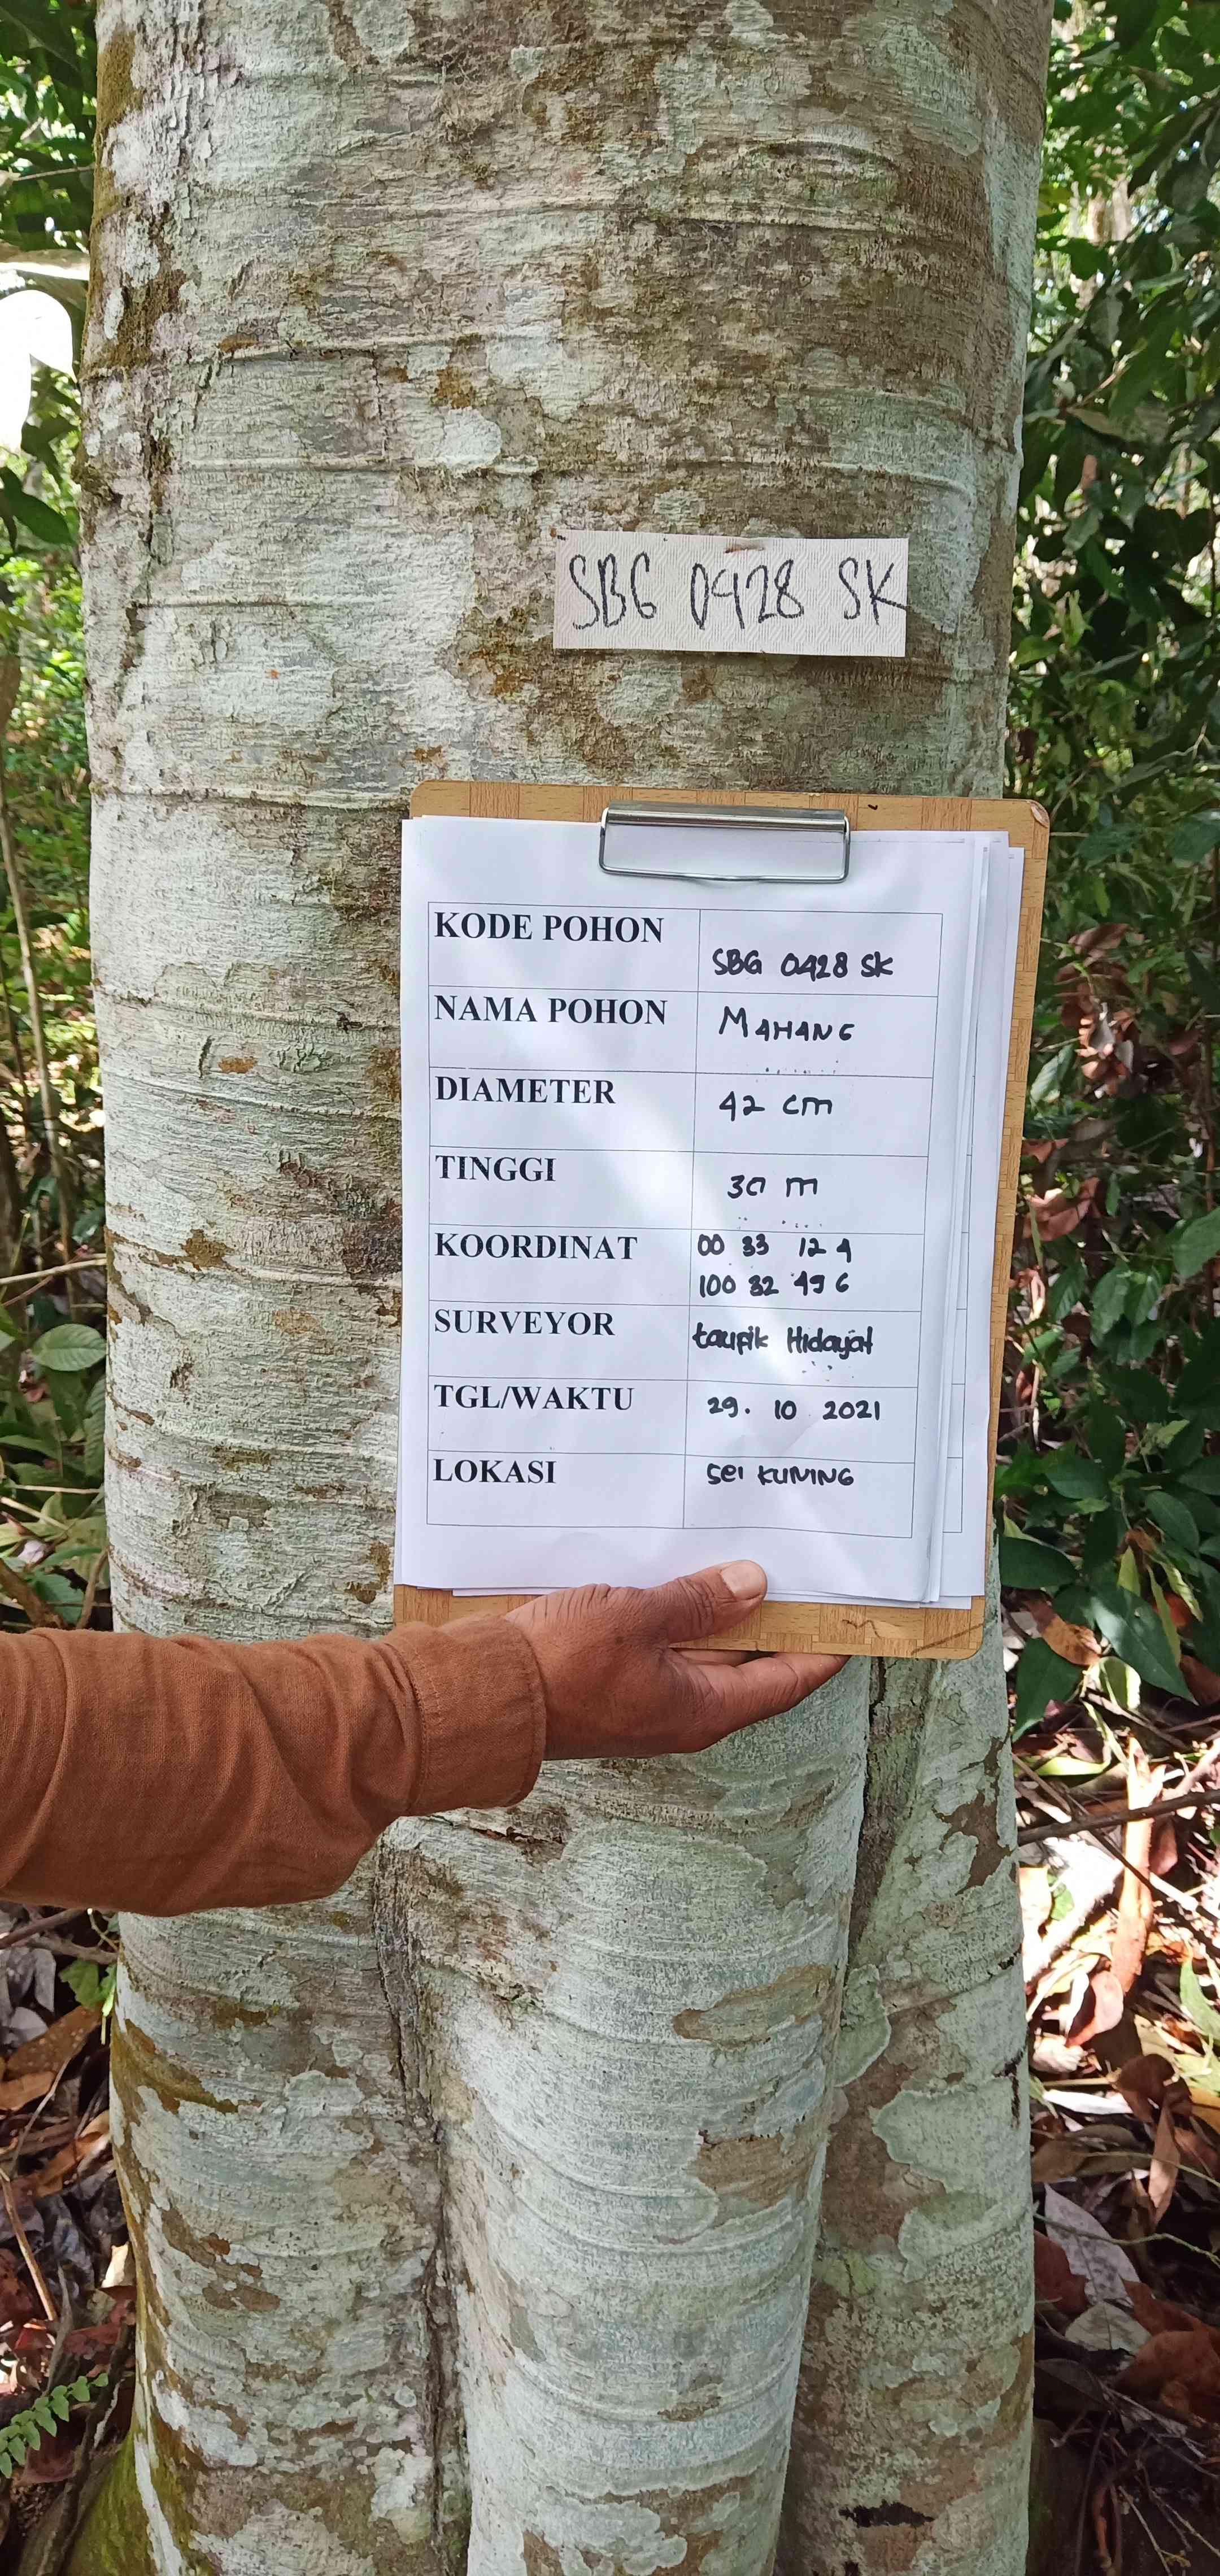 SBG 0428 SK
KODE POHON SBG 0428 SK
NAMA POHON MAHANG
DIAMETER 42 cm
TINGGI 30 m
KOORDINAT 00 33 12 4
100 32 49 6
SURVEYOR taufik Hidayat
TGL/WAKTU 29. 10 2021
LOKASI sei KUNING